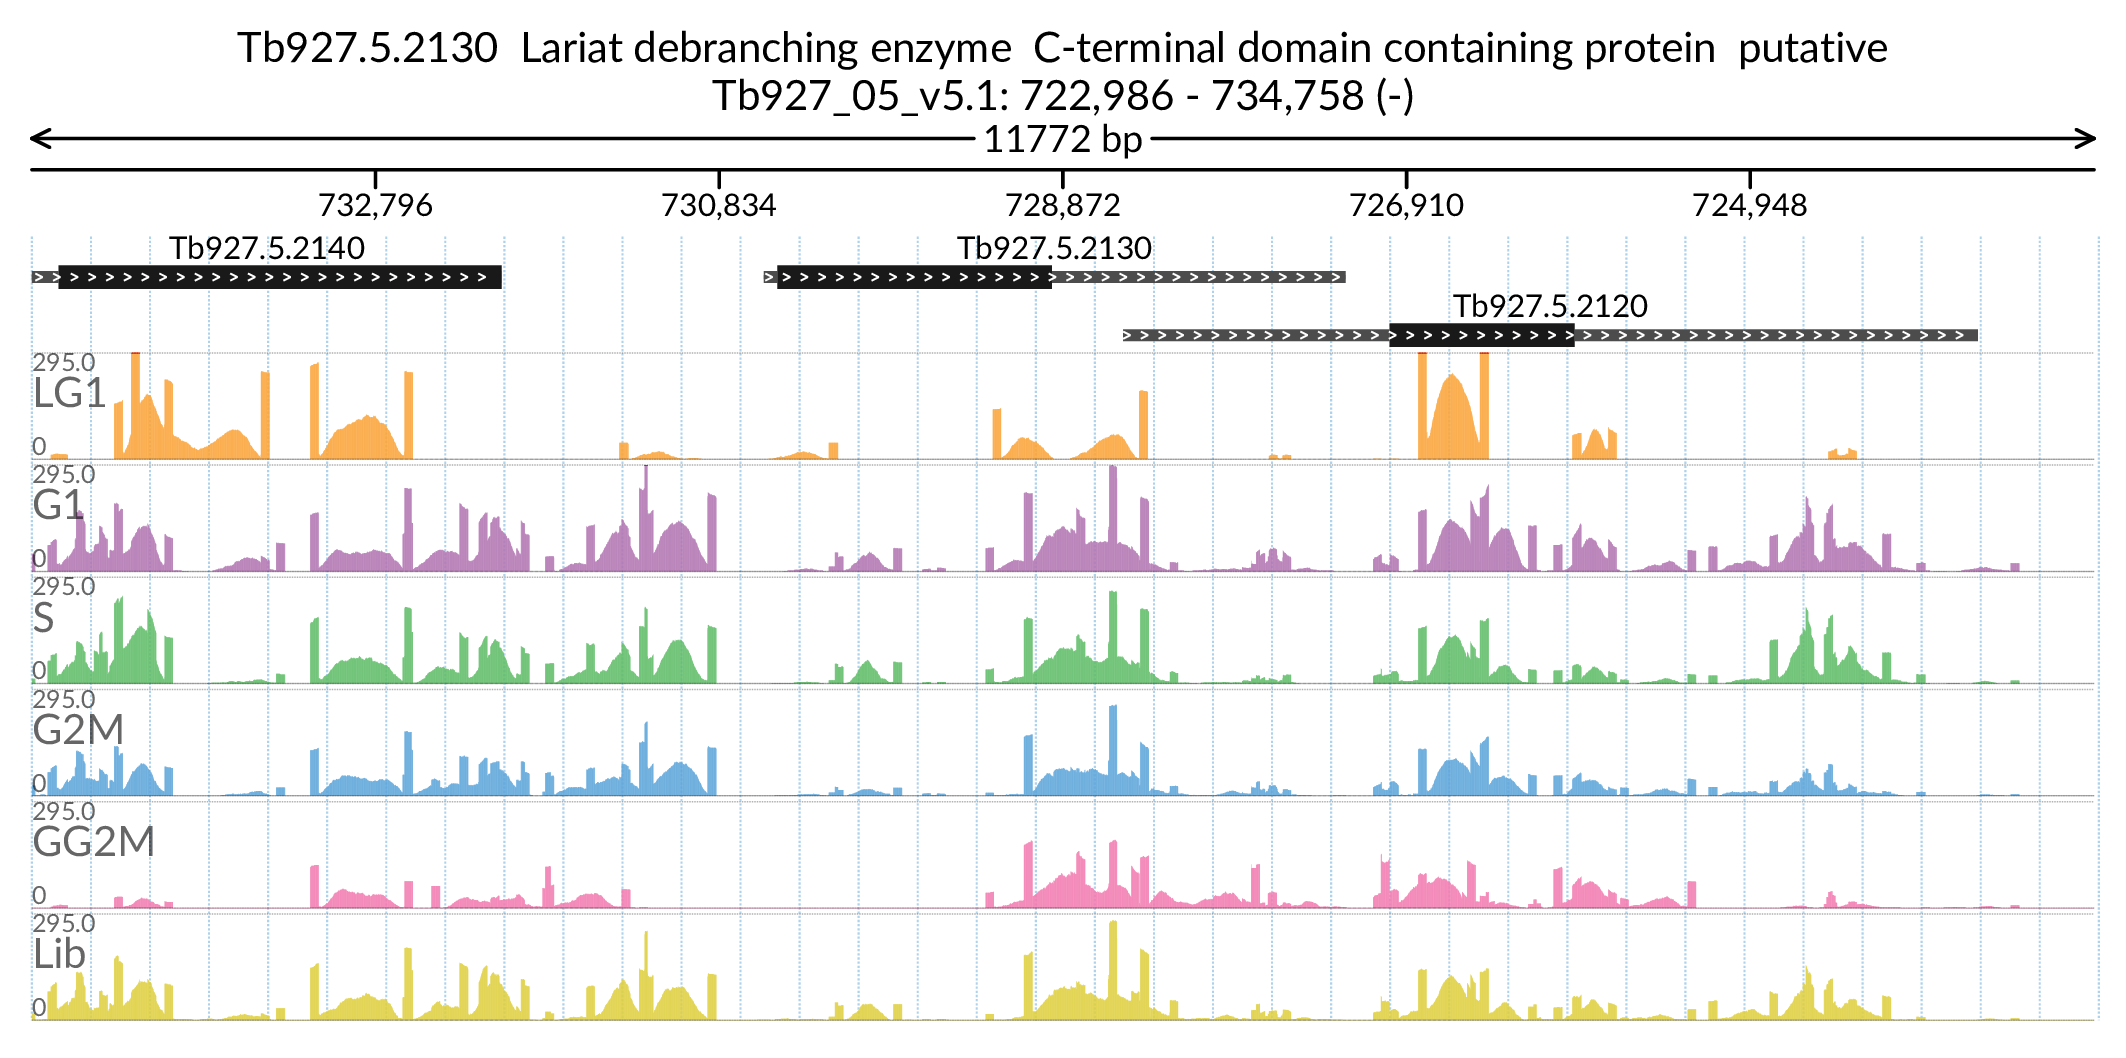 Tb927.5.2130  Lariat debranching enzyme  C-terminal domain containing protein  putative
Tb927_05_v5.1: 722,986 - 734,758 (-)
11772 bp
732,796 730,834 728,872 726,910 724,948
Tb927.5.2140 Tb927.5.2130
Tb927.5.2120
295.0
LG1
0
295.0
G1
0
295.0
S
0
295.0
G2M
0
295.0
GG2M
0
295.0
Lib
0